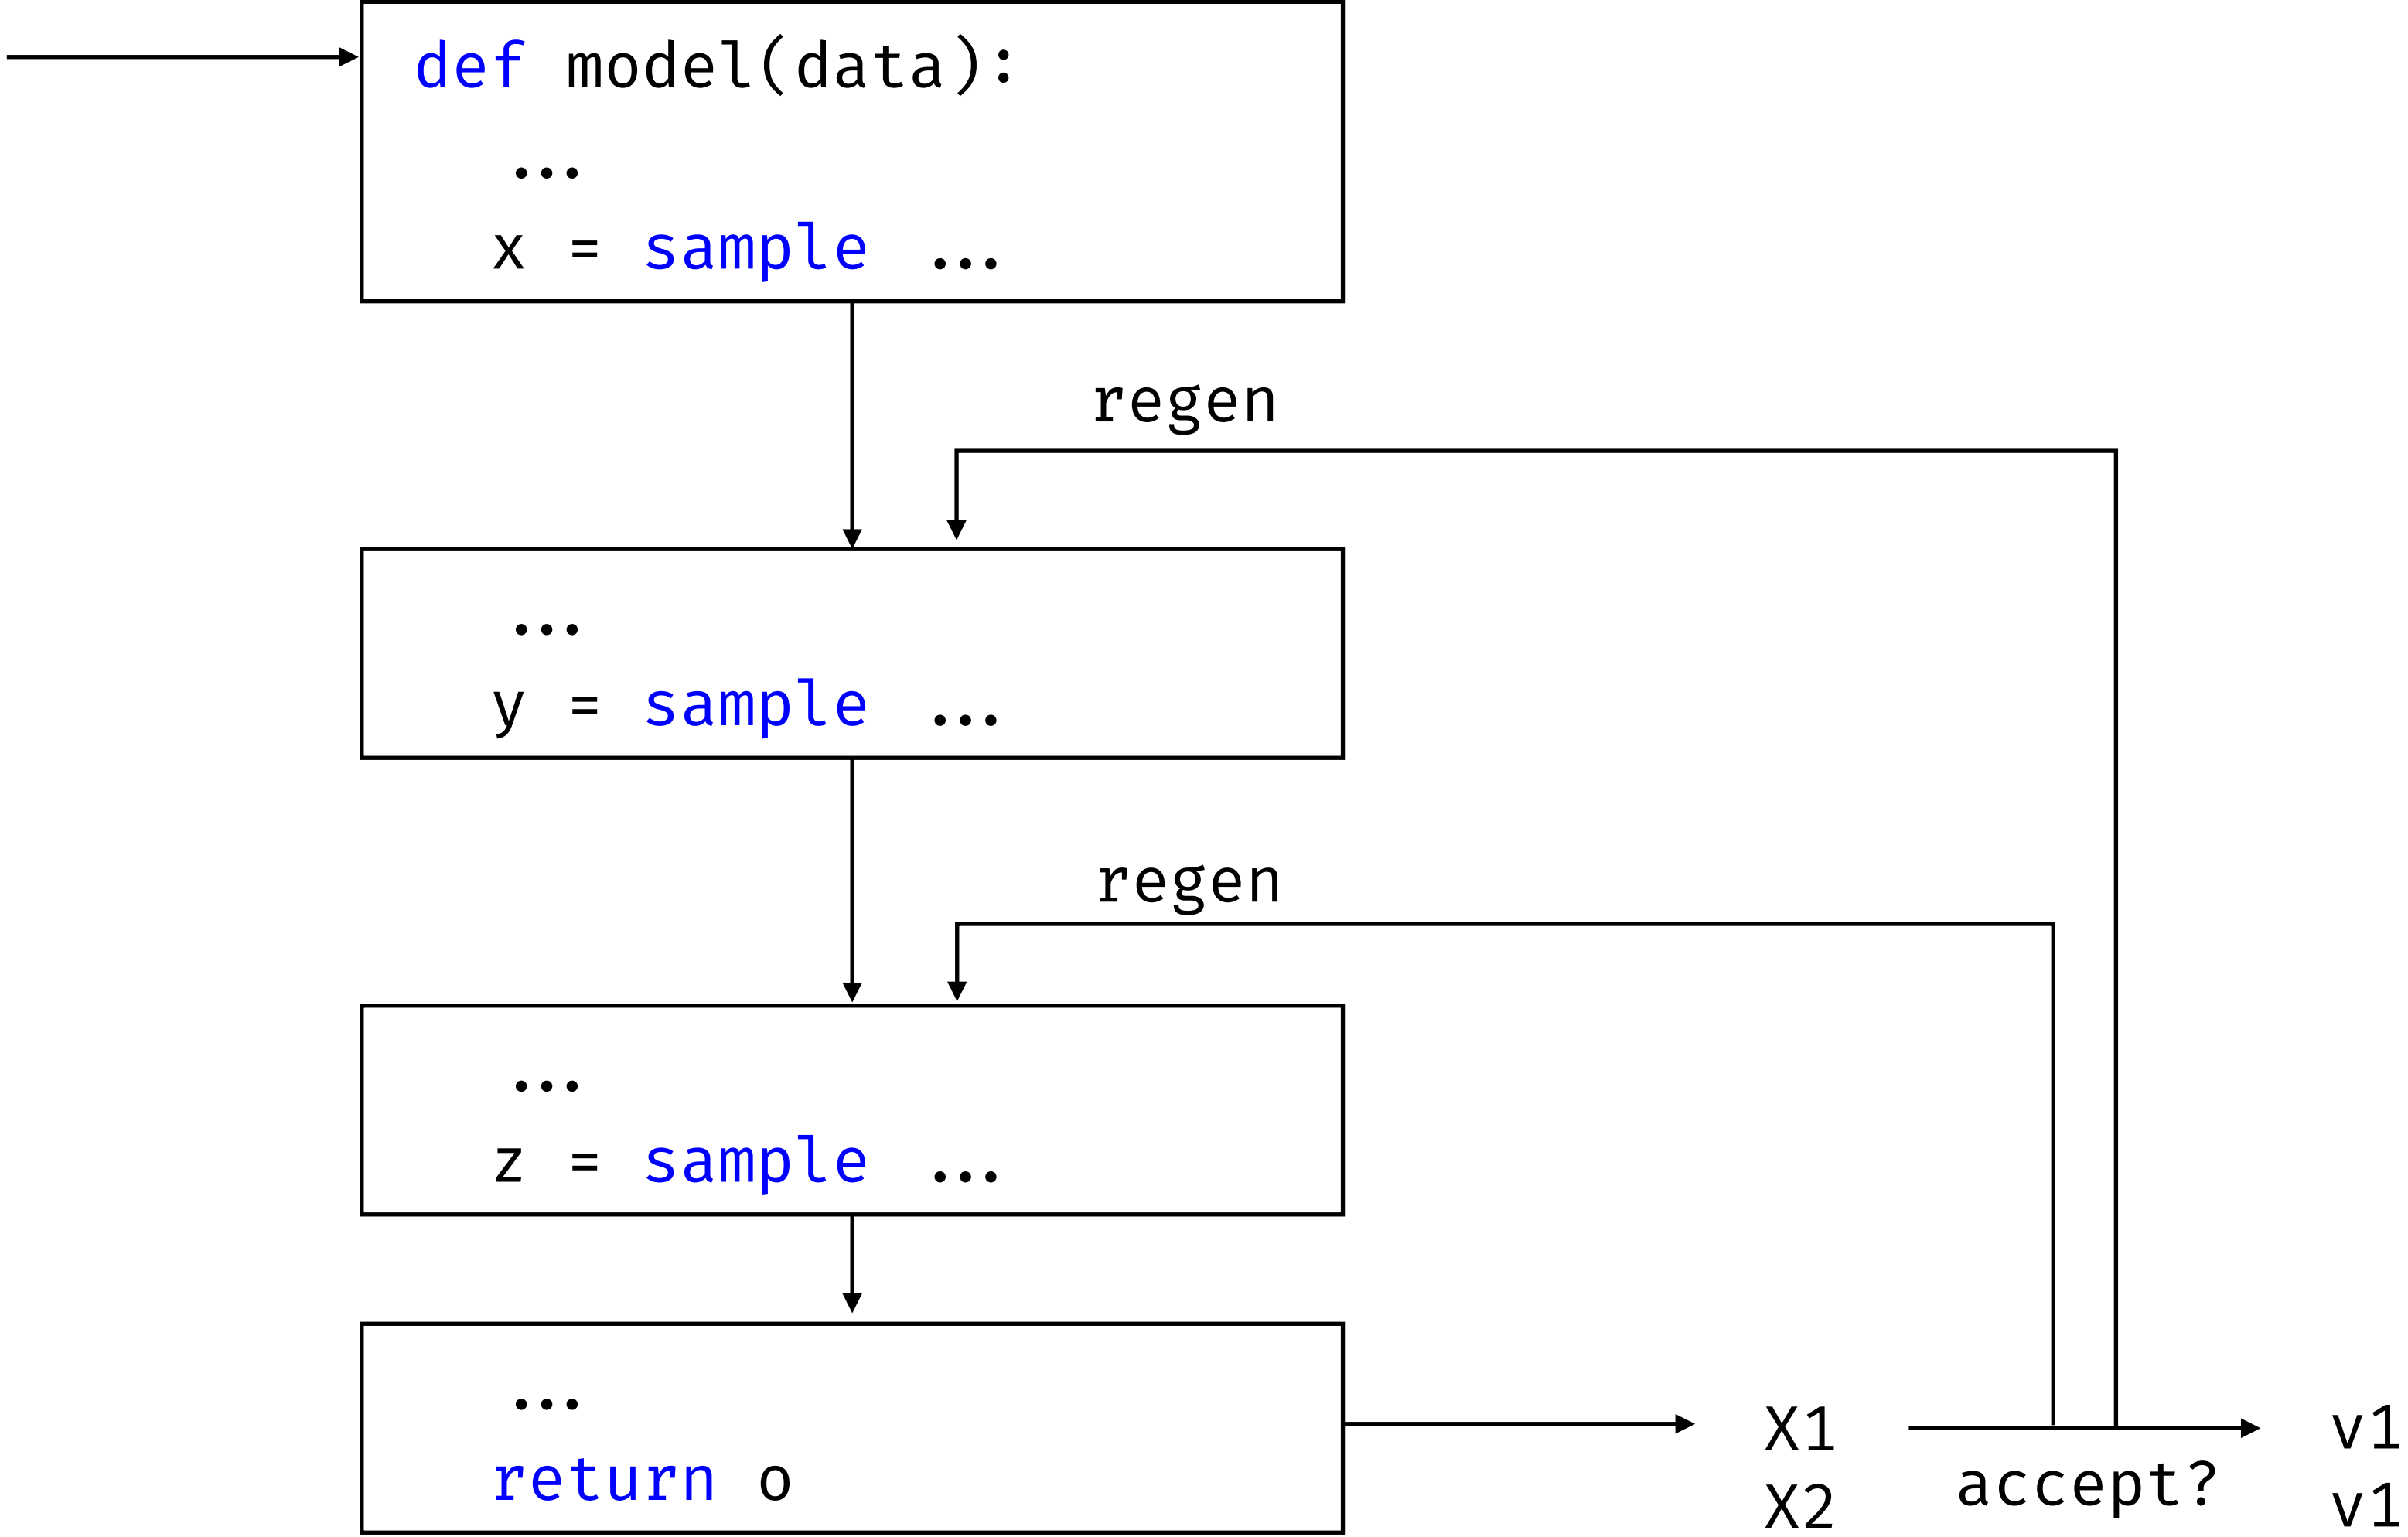 def model(data):
...
x = sample ...
regen
...
y = sample ...
regen
...
z = sample ...
...
return o
X1
X2
accept?
v1
v1